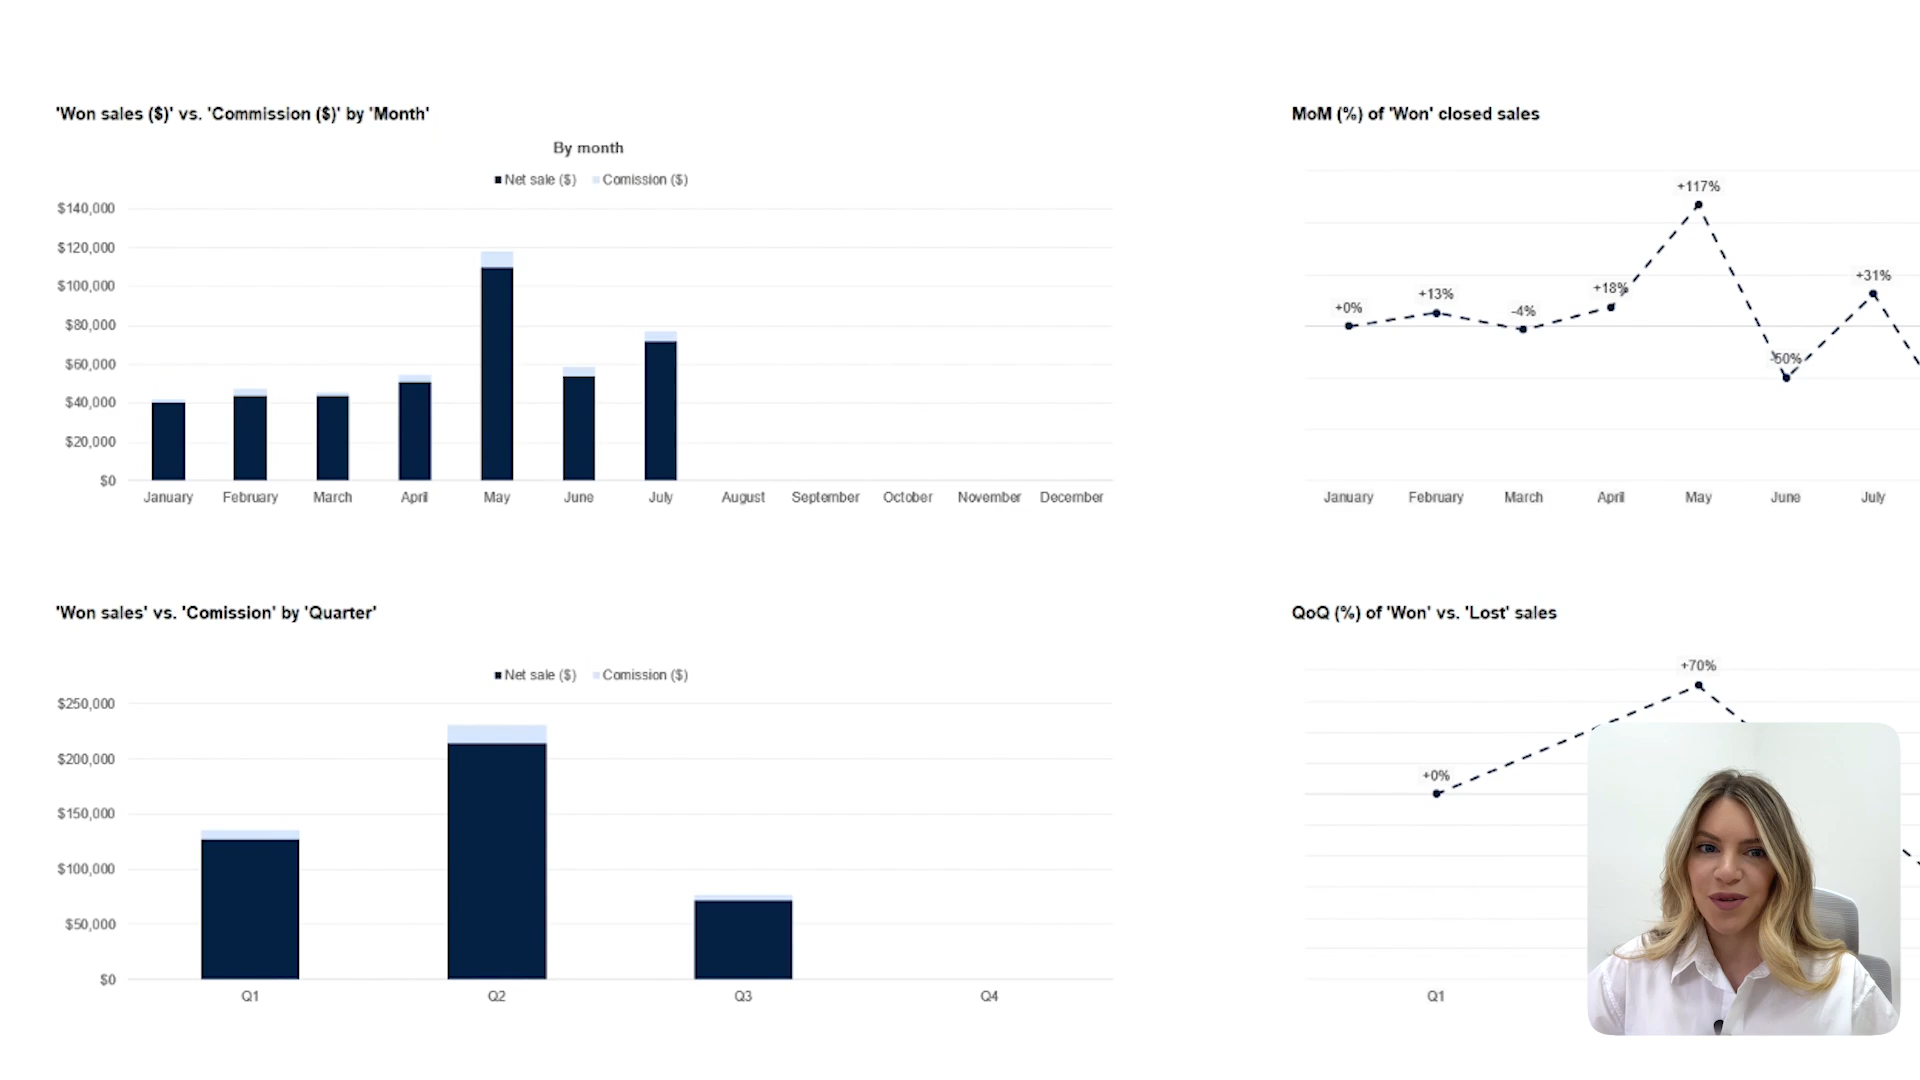 'Won sales ($)' vs. 'Commission ($)' by 'Month'
By month
Net sale ($) Comission ($)
$140,000
$120,000
$100,000
$80,000
$60,000
$40,000
$20,000
$0
January February March April May June July August September October November December
MoM (%) of 'Won' closed sales
+0%
+13%
-4%
+18%
+117%
-50%
+31%
January February March April May June July
'Won sales' vs. 'Comission' by 'Quarter'
Net sale ($) Comission ($)
$250,000
$200,000
$150,000
$100,000
$50,000
$0
Q1 Q2 Q3 Q4
QoQ (%) of 'Won' vs. 'Lost' sales
+0%
+70%
Q1